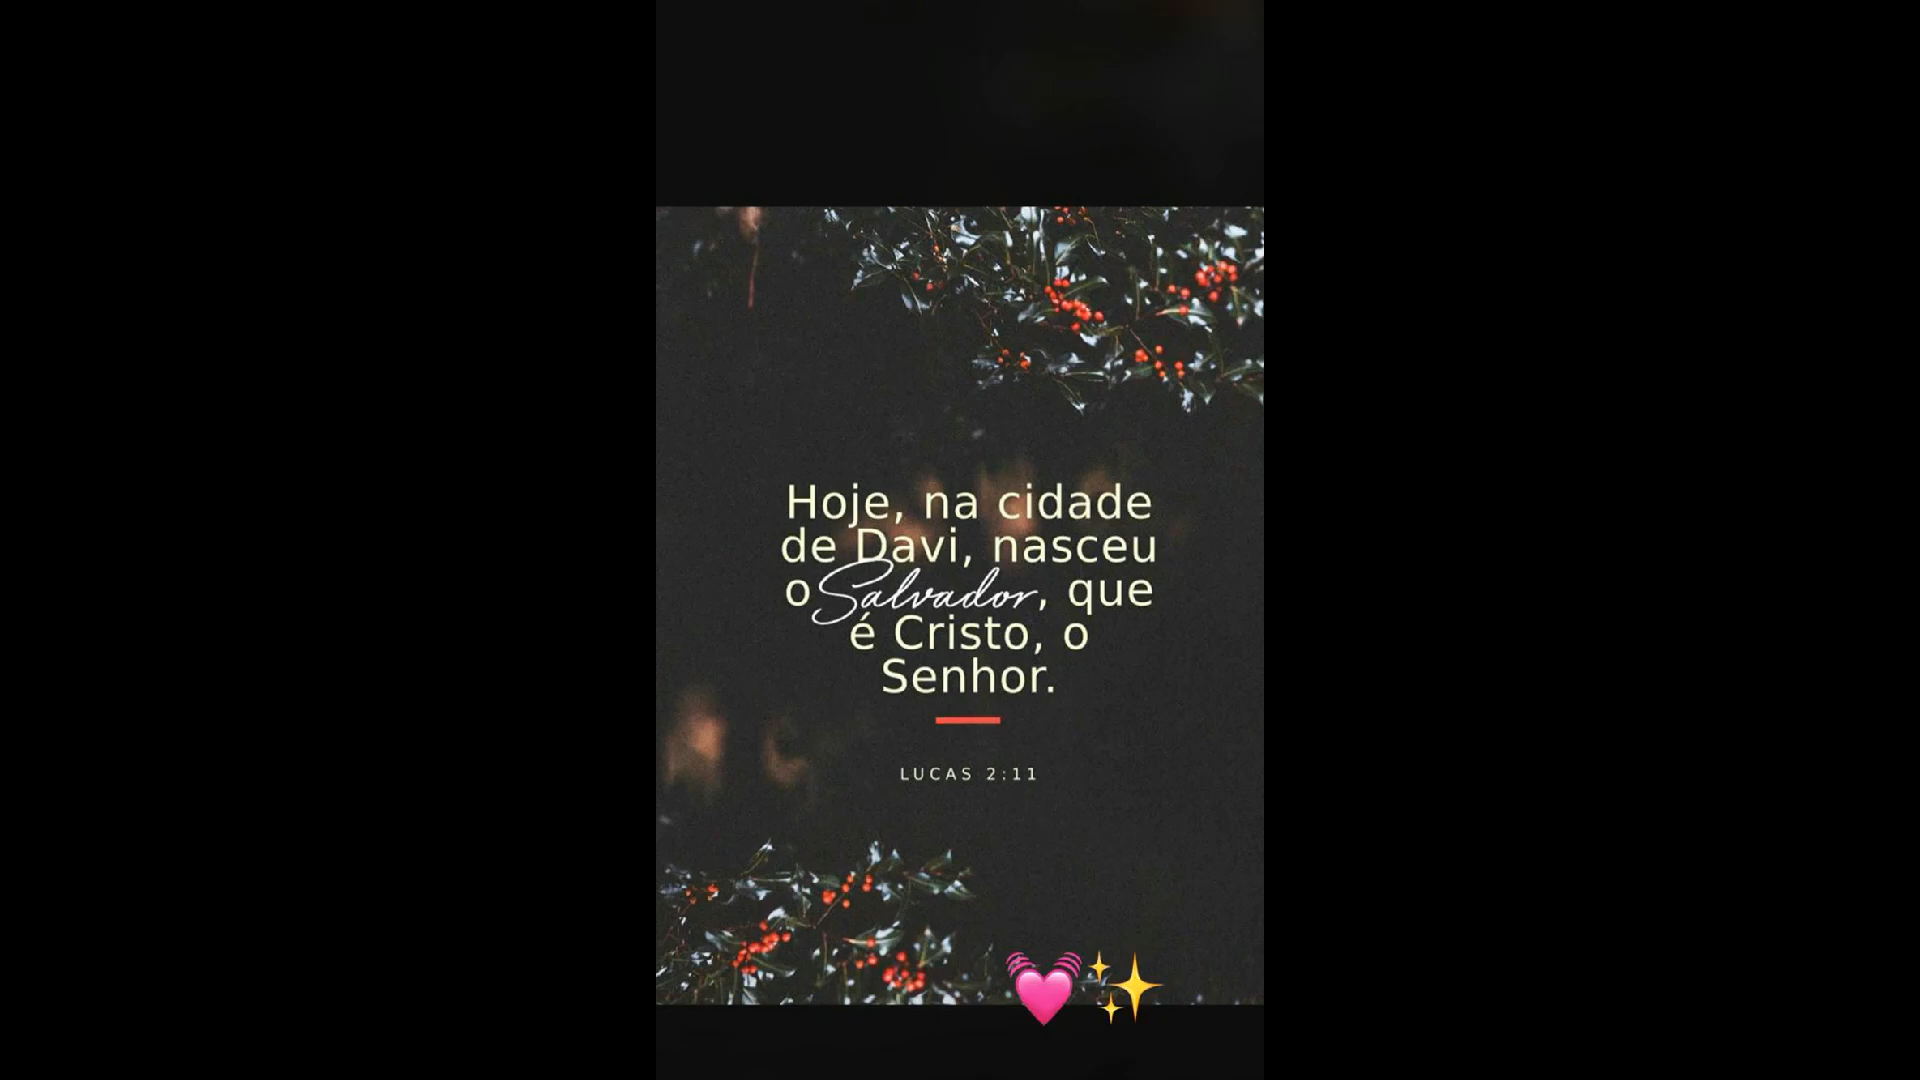 Hoje, na cidade
de Davi, nasceu
o Salvador, que
é Cristo, o
Senhor.
LUCAS 2:11